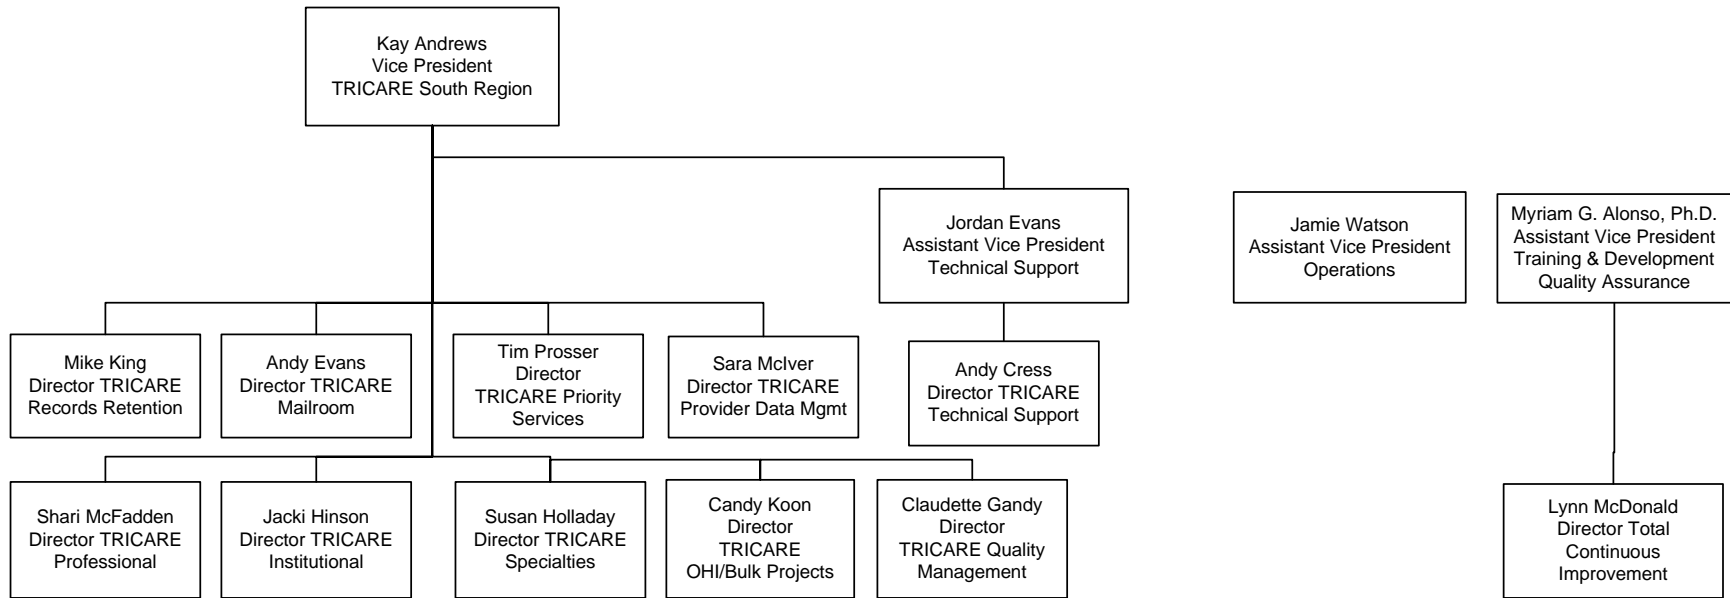 Kay Andrews
Vice President
TRICARE South Region
Jordan Evans
Assistant Vice President
Technical Support
Jamie Watson
Assistant Vice President
Operations
Myriam G. Alonso, Ph.D.
Assistant Vice President
Training & Development
Quality Assurance
Mike King
Director TRICARE
Records Retention
Andy Evans
Director TRICARE
Mailroom
Tim Prosser
Director
TRICARE Priority
Services
Sara McIver
Director TRICARE
Provider Data Mgmt
Andy Cress
Director TRICARE
Technical Support
Shari McFadden
Director TRICARE
Professional
Jacki Hinson
Director TRICARE
Institutional
Susan Holladay
Director TRICARE
Specialties
Candy Koon
Director
TRICARE
OHI/Bulk Projects
Claudette Gandy
Director
TRICARE Quality
Management
Lynn McDonald
Director Total
Continuous
Improvement